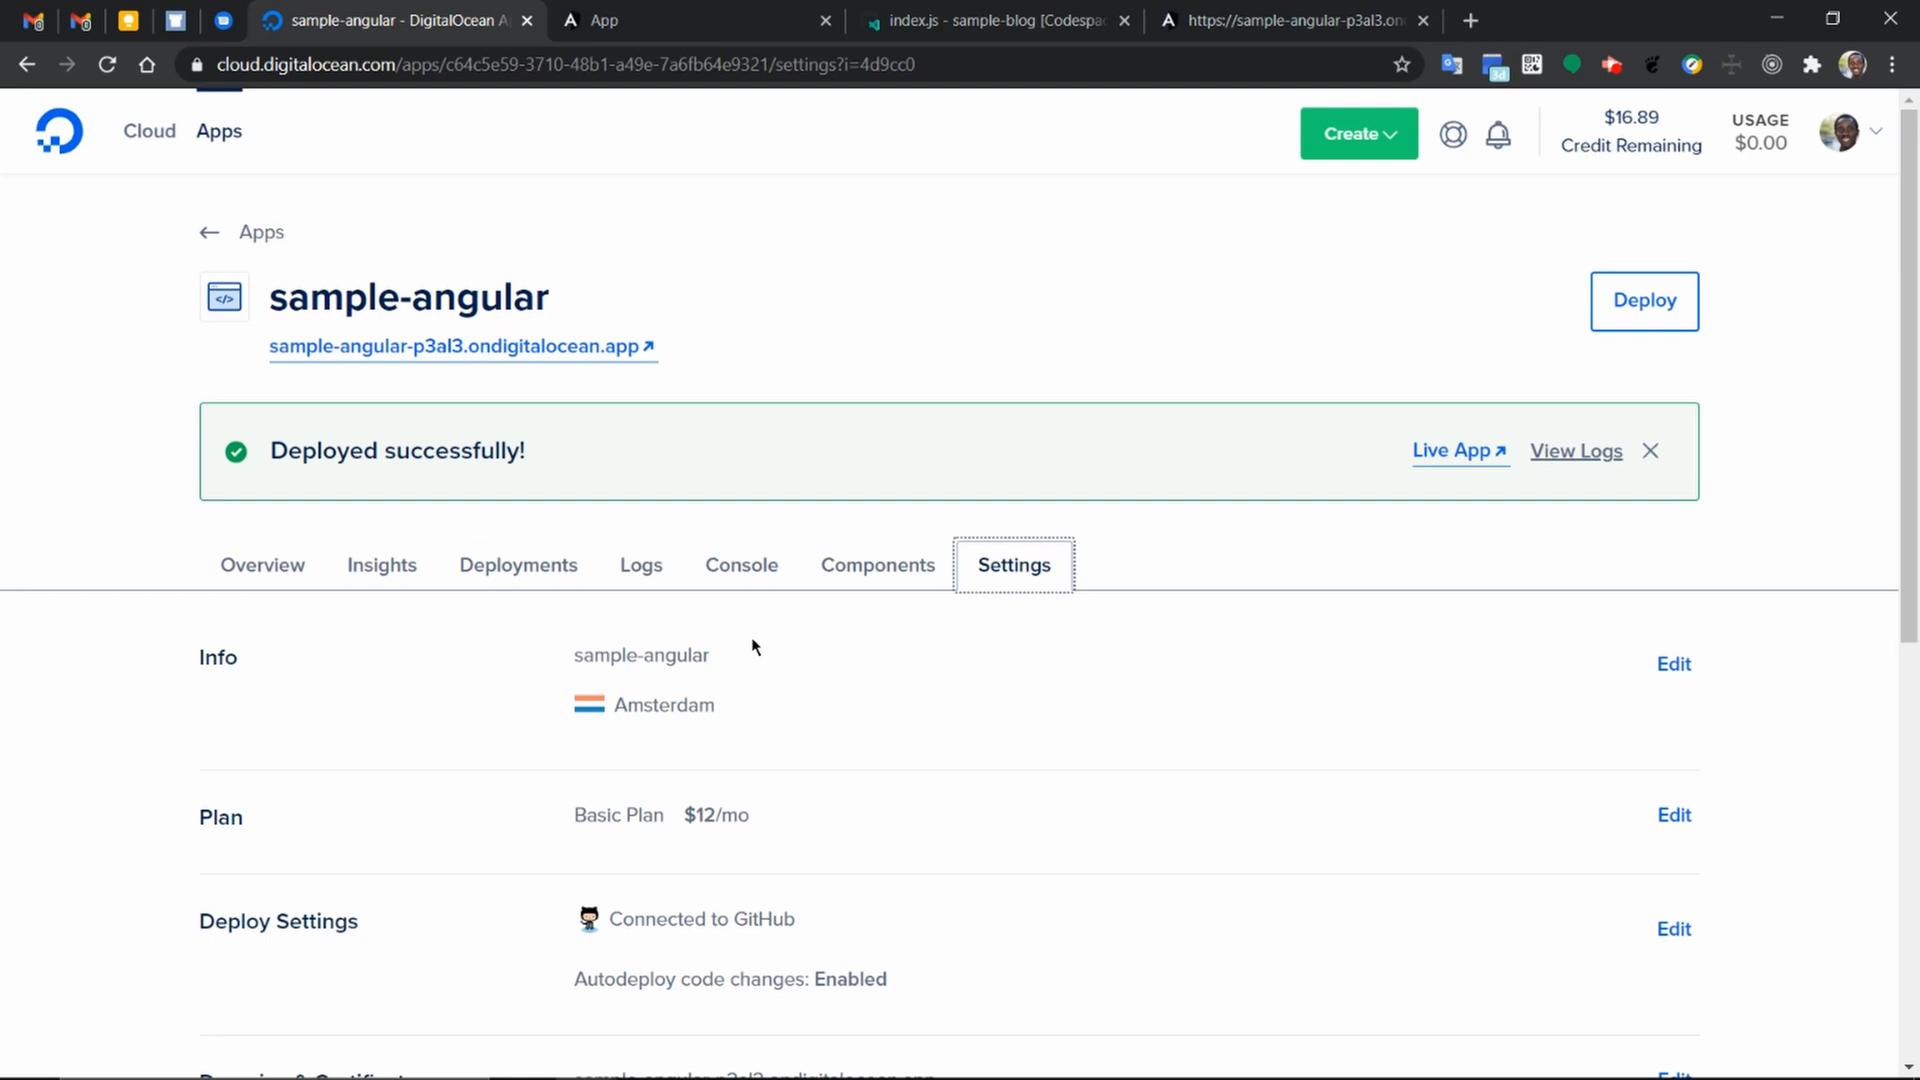 sample-angular - DigitalOcean A
App
index.js - sample-blog [Codespac
https://sample-angular-p3al3.on
cloud.digitalocean.com/apps/c64c5e59-3710-48b1-a49e-7a6fb64e9321/settings?i=4d9cc0
3d
Cloud
Apps
Create
$16.89
Credit Remaining
USAGE
$0.00
Apps
sample-angular
sample-angular-p3al3.ondigitalocean.app
Deploy
Deployed successfully!
Live App
View Logs
Overview
Insights
Deployments
Logs
Console
Components
Settings
Info
sample-angular
Edit
Amsterdam
Plan
Basic Plan $12/mo
Edit
Deploy Settings
Connected to GitHub
Edit
Autodeploy code changes: Enabled